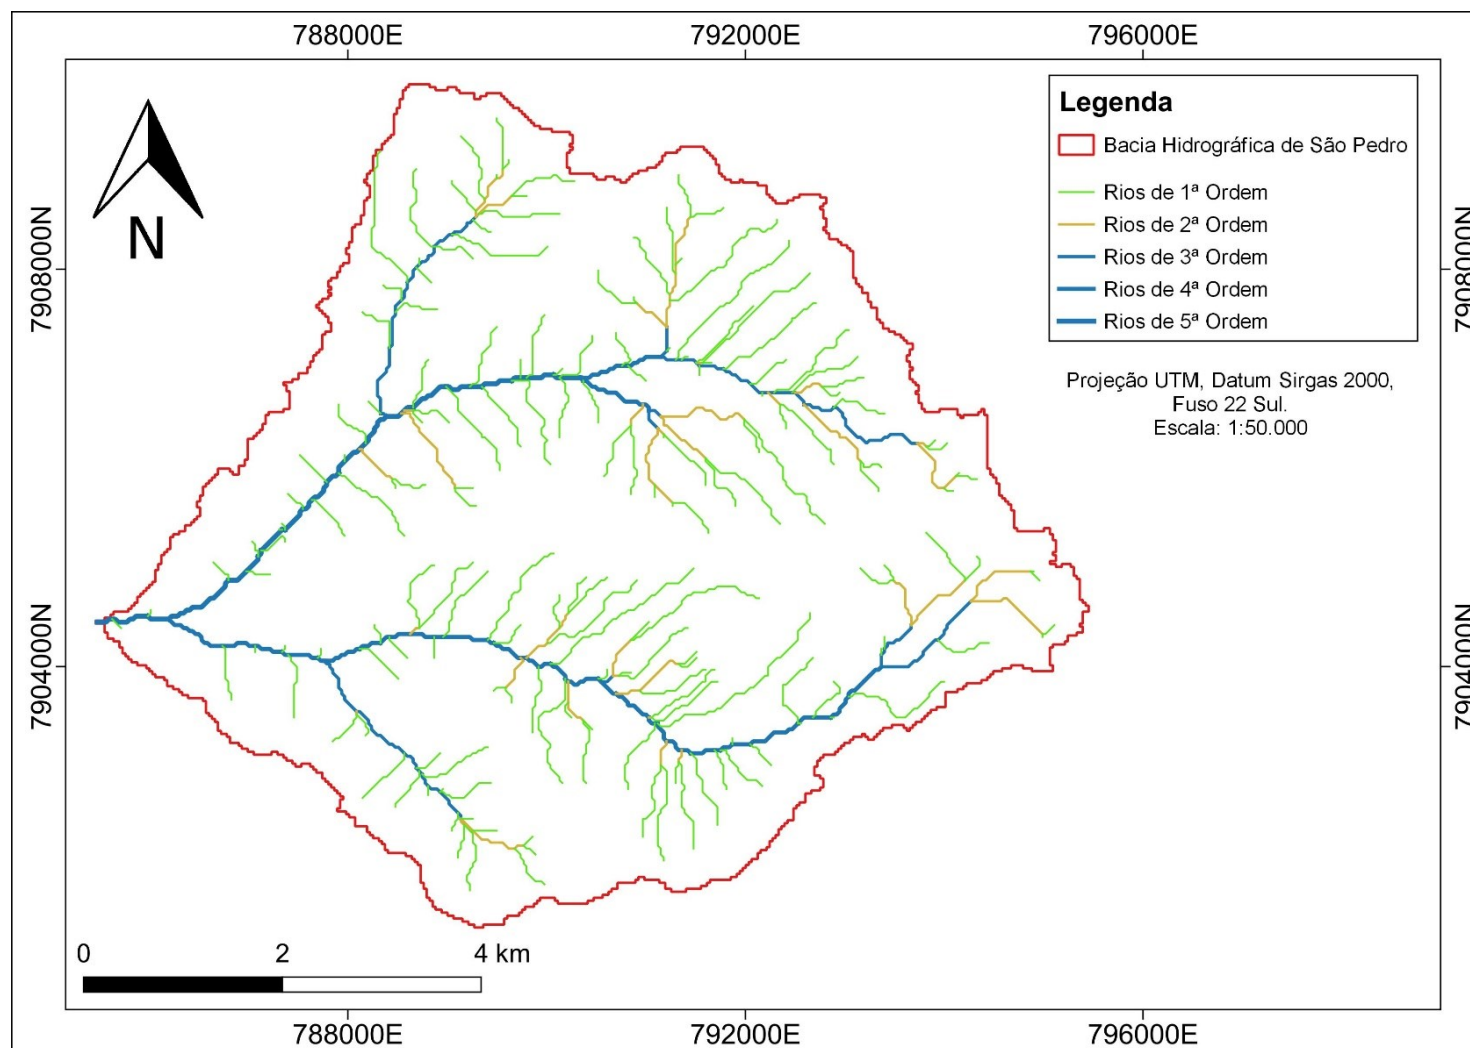 788000E 792000E 796000E
7908000N
7908000N
N
Legenda
Bacia Hidrográfica de São Pedro
Rios de 1ª Ordem
Rios de 2ª Ordem
Rios de 3ª Ordem
Rios de 4ª Ordem
Rios de 5ª Ordem
Projeção UTM, Datum Sirgas 2000,
Fuso 22 Sul.
Escala: 1:50.000
7904000N
7904000N
0 2 4 km
788000E 792000E 796000E